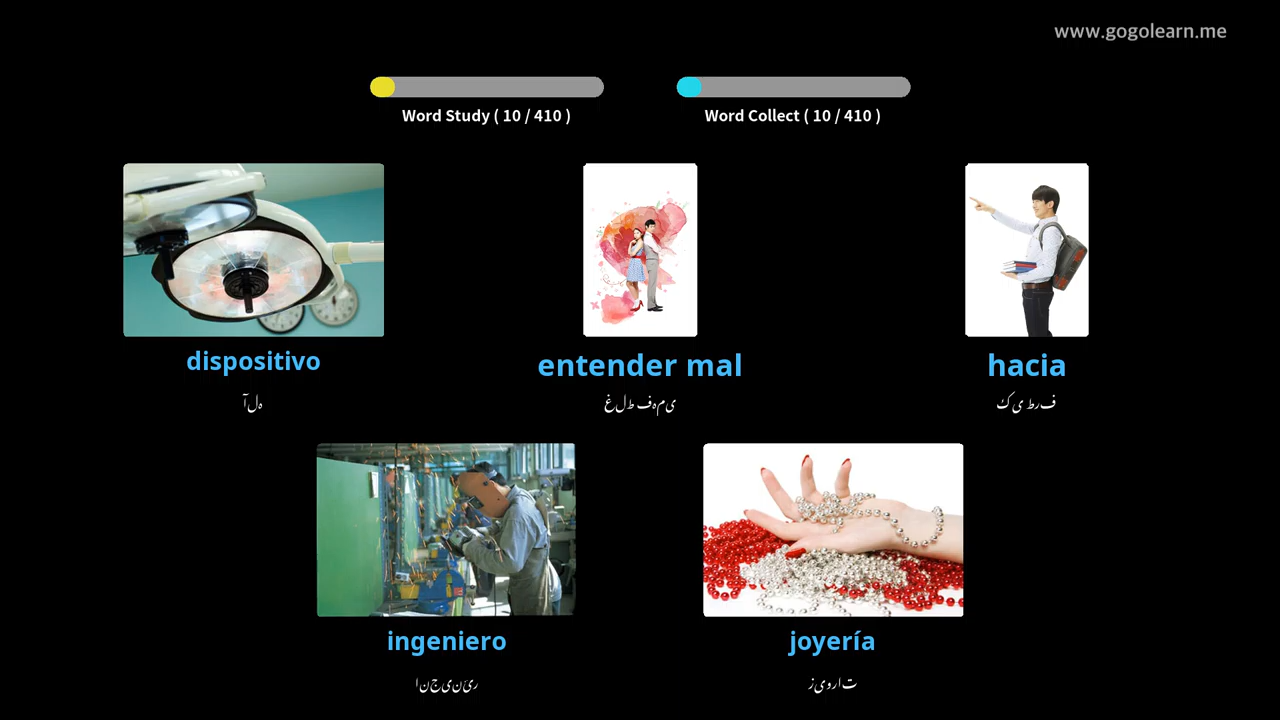 www.gogolearn.me
Word Study ( 10 / 410 )
Word Collect ( 10 / 410 )
dispositivo
entender mal
hacia
آلہ
غلط فہمی
کی طرف
ingeniero
joyería
انجینئر
زیورات